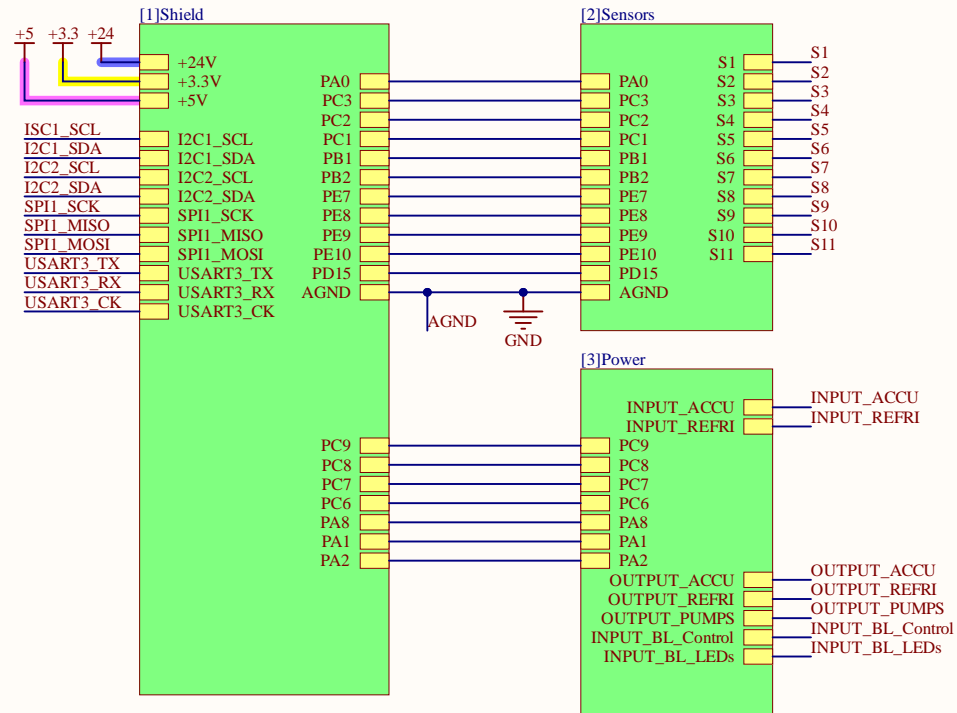 [1]Shield
[2]Sensors
+5 +3.3 +24
+24V
+3.3V
+5V
ISC1_SCL
I2C1_SDA
I2C2_SCL
I2C2_SDA
SPI1_SCK
SPI1_MISO
SPI1_MOSI
USART3_TX
USART3_RX
USART3_CK
I2C1_SCL
I2C1_SDA
I2C2_SCL
I2C2_SDA
SPI1_SCK
SPI1_MISO
SPI1_MOSI
USART3_TX
USART3_RX
USART3_CK
PA0
PC3
PC2
PC1
PB1
PB2
PE7
PE8
PE9
PE10
PD15
AGND
AGND
GND
PA0
PC3
PC2
PC1
PB1
PB2
PE7
PE8
PE9
PE10
PD15
AGND
S1
S2
S3
S4
S5
S6
S7
S8
S9
S10
S11
S1
S2
S3
S4
S5
S6
S7
S8
S9
S10
S11
[3]Power
PC9
PC8
PC7
PC6
PA8
PA1
PA2
INPUT_ACCU
INPUT_REFRI
PC9
PC8
PC7
PC6
PA8
PA1
PA2
OUTPUT_ACCU
OUTPUT_REFRI
OUTPUT_PUMPS
INPUT_BL_Control
INPUT_BL_LEDs
INPUT_ACCU
INPUT_REFRI
OUTPUT_ACCU
OUTPUT_REFRI
OUTPUT_PUMPS
INPUT_BL_Control
INPUT_BL_LEDs